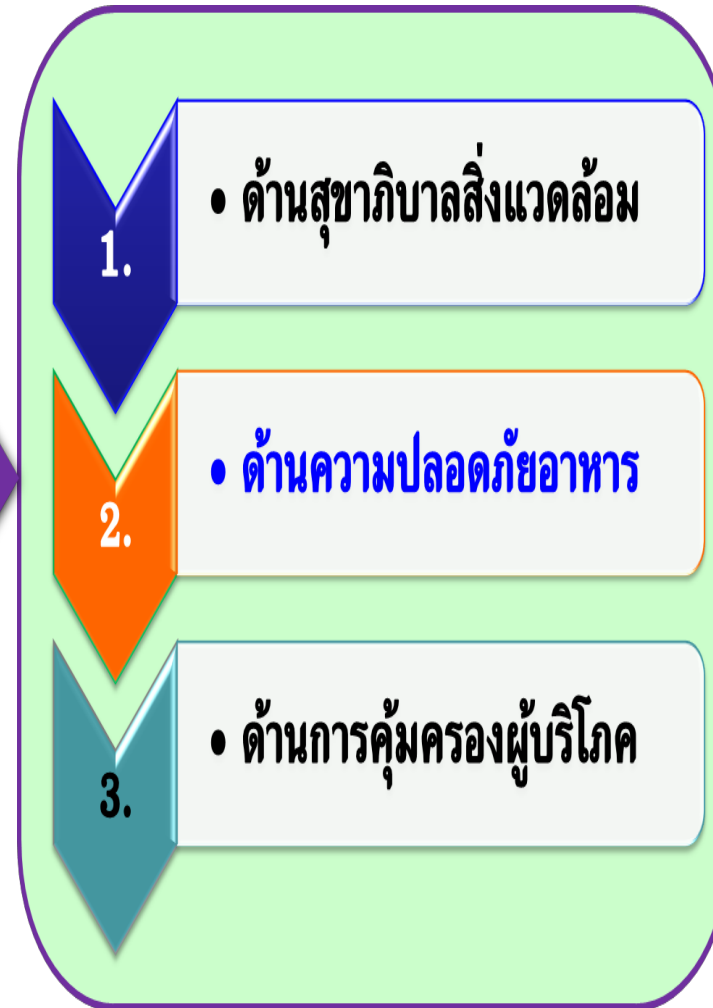 1.
• ด้านสุขาภิบาลสิ่งแวดล้อม
2.
• ด้านความปลอดภัยอาหาร
3.
• ด้านการคุ้มครองผู้บริโภค